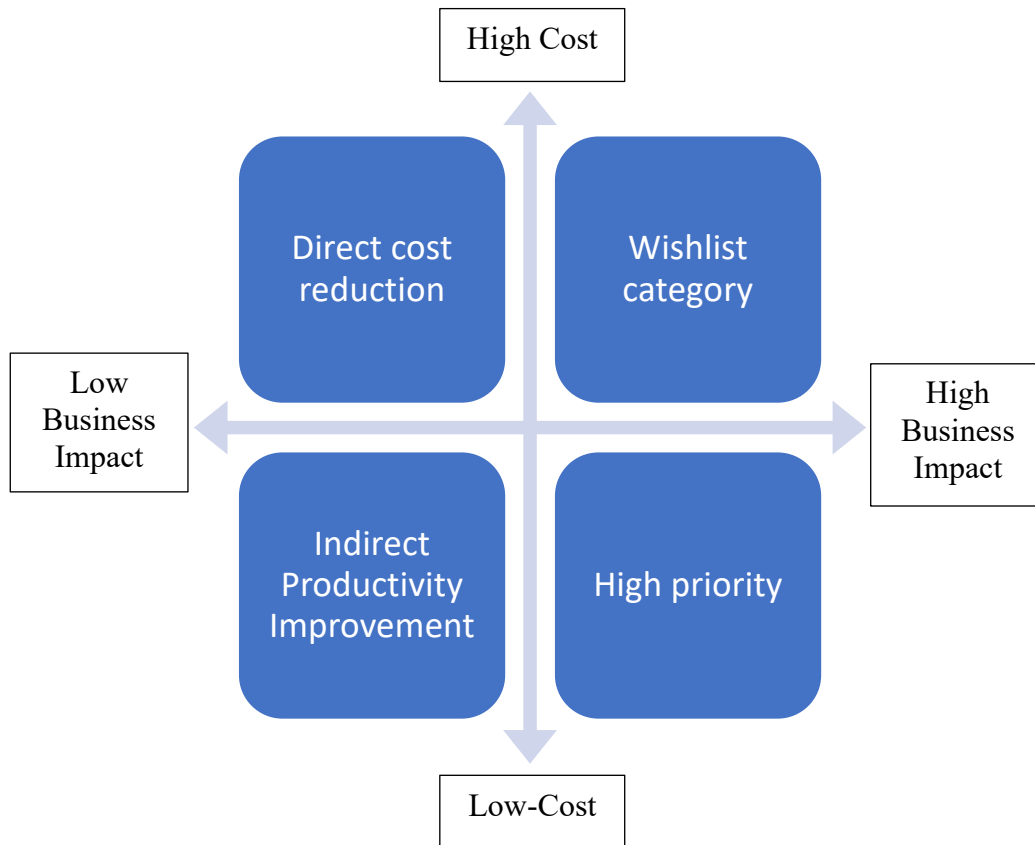 High Cost
Direct cost
reduction
Wishlist
category
Low
Business
Impact
High
Business
Impact
Indirect
Productivity
Improvement
High priority
Low-Cost